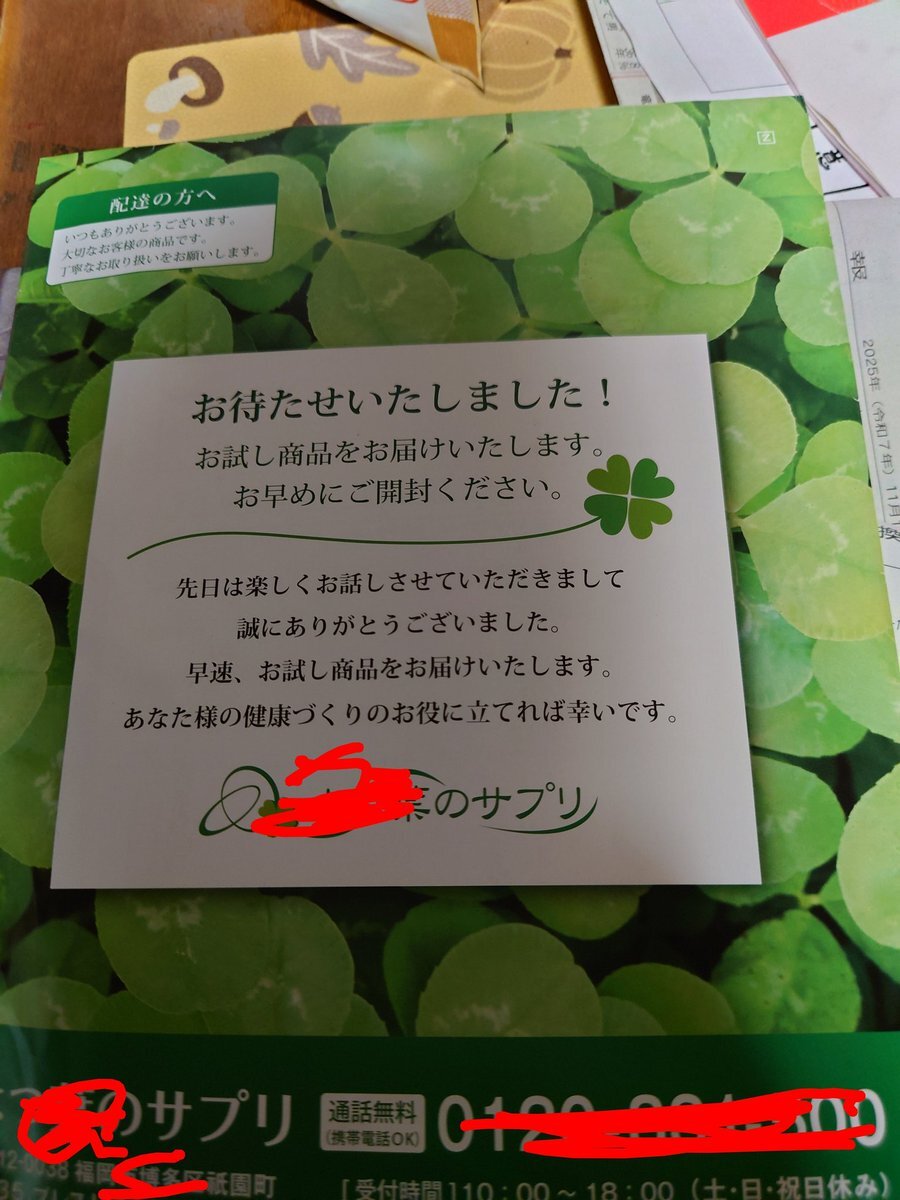 配達の方へ
いつもありがとうございます。
大切なお客様の商品です。
丁寧なお取り扱いをお願いします。
お待たせいたしました!
お試し商品をお届けいたします。
お早めにご開封ください。
先日は楽しくお話しさせていただきまして
誠にありがとうございました。
早速、お試し商品をお届けいたします。
あなた様の健康づくりのお役に立てれば幸いです。
葉のサプリ
のサプリ
通話無料
(携帯電話OK)
12-0038 福岡 博多区祇園町
[受付時間]10:00~18:00(土・日・祝日休み)
2025年(令和7年)11月
報
換